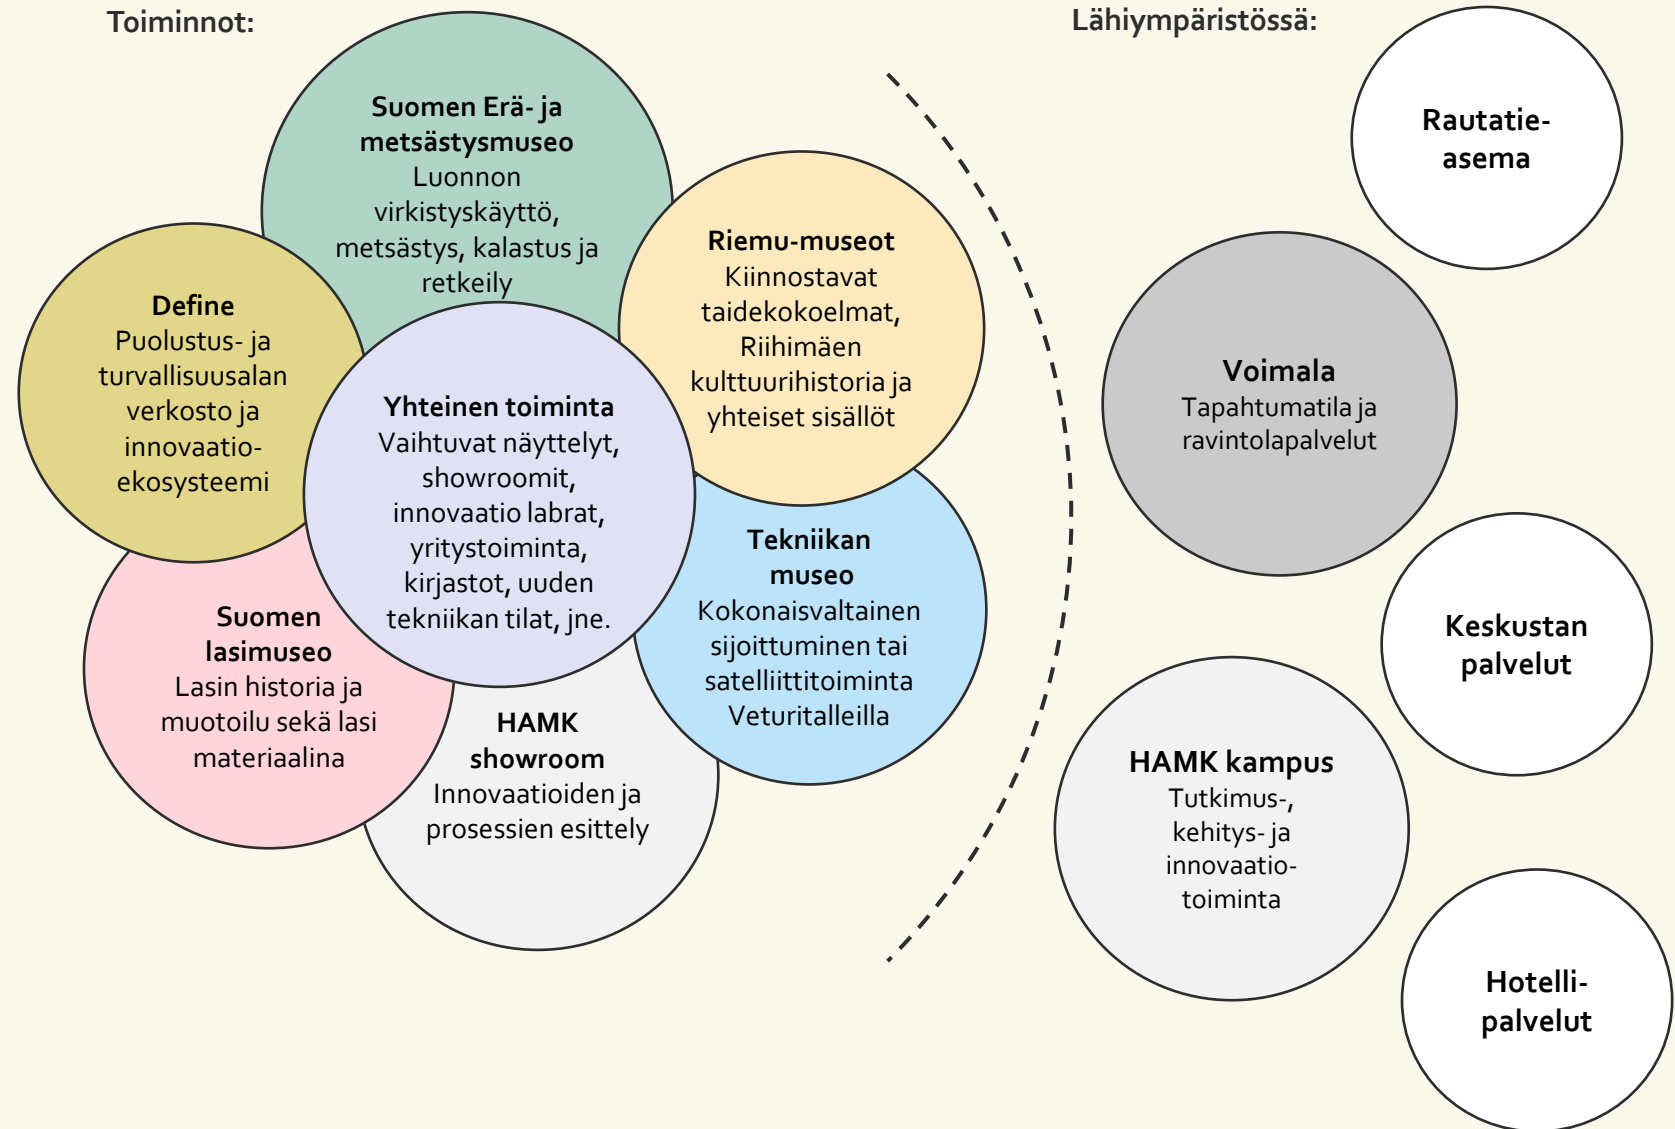 Toiminnot:
Suomen Erä- ja
metsästysmuseo
Luonnon
virkistyskäyttö,
metsästys, kalastus ja
retkeily
Riemu-museot
Kiinnostavat
taidekokoelmat,
Riihimäen
kulttuurihistoria ja
yhteiset sisällöt
Define
Puolustus- ja
turvallisuusalan
verkosto ja
innovaatio-
ekosysteemi
Yhteinen toiminta
Vaihtuvat näyttelyt,
showroomit,
innovaatio labrat,
yritystoiminta,
kirjastot, uuden
tekniikan tilat, jne.
Tekniikan
museo
Kokonaisvaltainen
sijoittuminen tai
satelliittitoiminta
Veturitalleilla
Suomen
lasimuseo
Lasin historia ja
muotoilu sekä lasi
materiaalina
HAMK
showroom
Innovaatioiden ja
prosessien esittely
Lähiympäristössä:
Rautatie-
asema
Voimala
Tapahtumatila ja
ravintolapalvelut
Keskustan
palvelut
HAMK kampus
Tutkimus-,
kehitys- ja
innovaatio-
toiminta
Hotelli-
palvelut